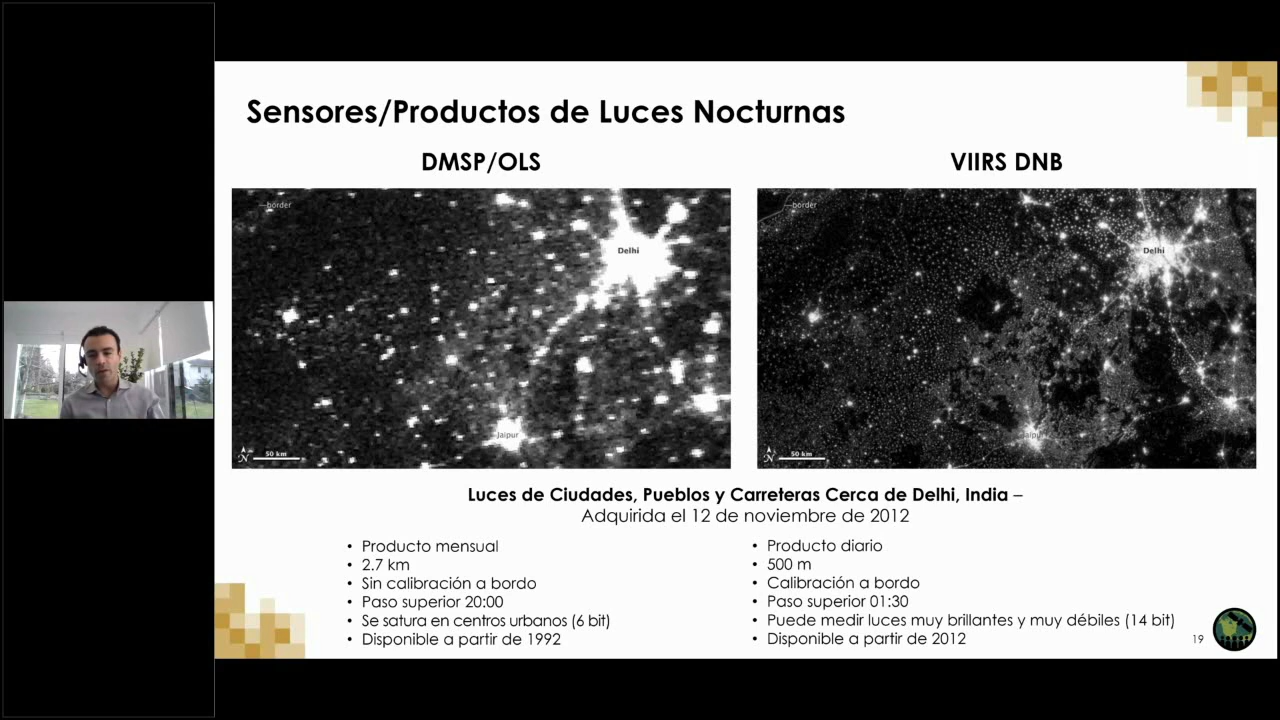 Sensores/Productos de Luces Nocturnas
DMSP/OLS
VIIRS DNB
border
Delhi
Jaipur
N
50 km
border
Delhi
Jaipur
N
50 km
Luces de Ciudades, Pueblos y Carreteras Cerca de Delhi, India –
Adquirida el 12 de noviembre de 2012
• Producto mensual
• 2.7 km
• Sin calibración a bordo
• Paso superior 20:00
• Se satura en centros urbanos (6 bit)
• Disponible a partir de 1992
• Producto diario
• 500 m
• Calibración a bordo
• Paso superior 01:30
• Puede medir luces muy brillantes y muy débiles (14 bit)
• Disponible a partir de 2012
19